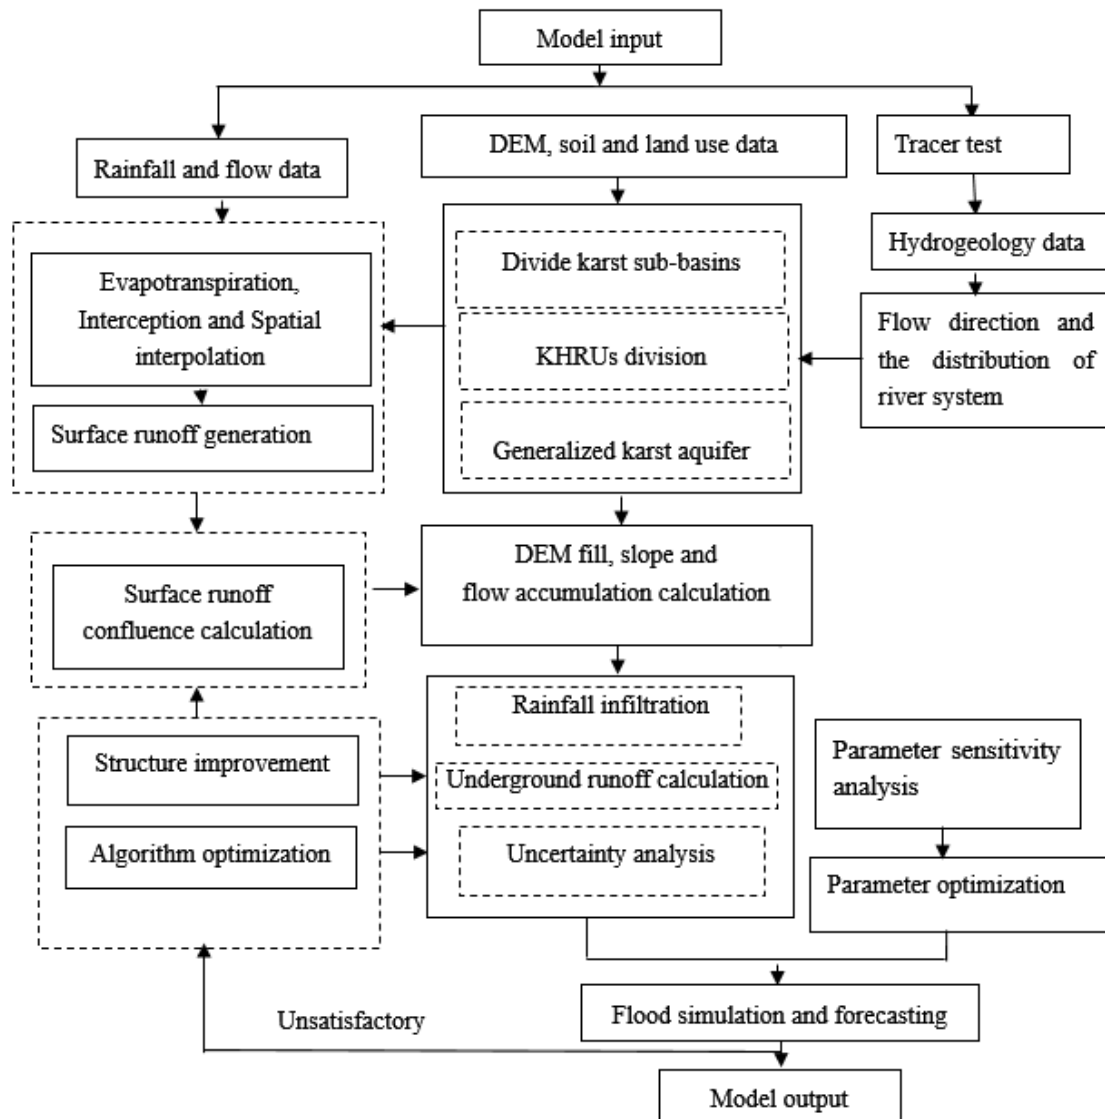 Model input
Rainfall and flow data
DEM, soil and land use data
Tracer test
Hydrogeology data
Evapotranspiration,
Interception and Spatial
interpolation
Surface runoff generation
Divide karst sub-basins
KHRUs division
Generalized karst aquifer
Flow direction and
the distribution of
river system
Surface runoff
confluence calculation
DEM fill, slope and
flow accumulation calculation
Structure improvement
Algorithm optimization
Rainfall infiltration
Underground runoff calculation
Uncertainty analysis
Parameter sensitivity
analysis
Parameter optimization
Flood simulation and forecasting
Unsatisfactory
Model output